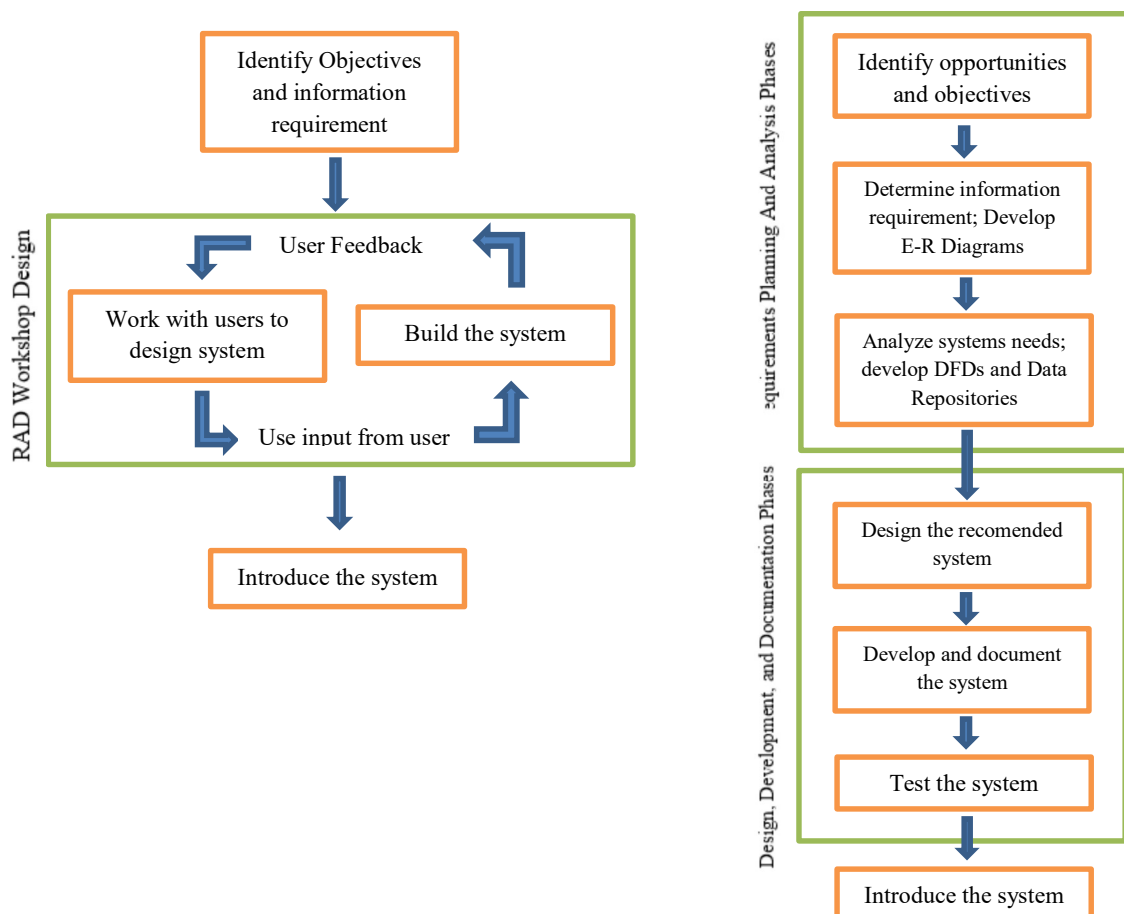 Identify Objectives
and information
requirement
RAD Workshop Design
User Feedback
Work with users to
design system
Build the system
Use input from user
Introduce the system
equirements Planning And Analysis Phases
Identify opportunities
and objectives
Determine information
requirement; Develop
E-R Diagrams
Analyze systems needs;
develop DFDs and Data
Repositories
Design, Development, and Documentation Phases
Design the recomended
system
Develop and document
the system
Test the system
Introduce the system